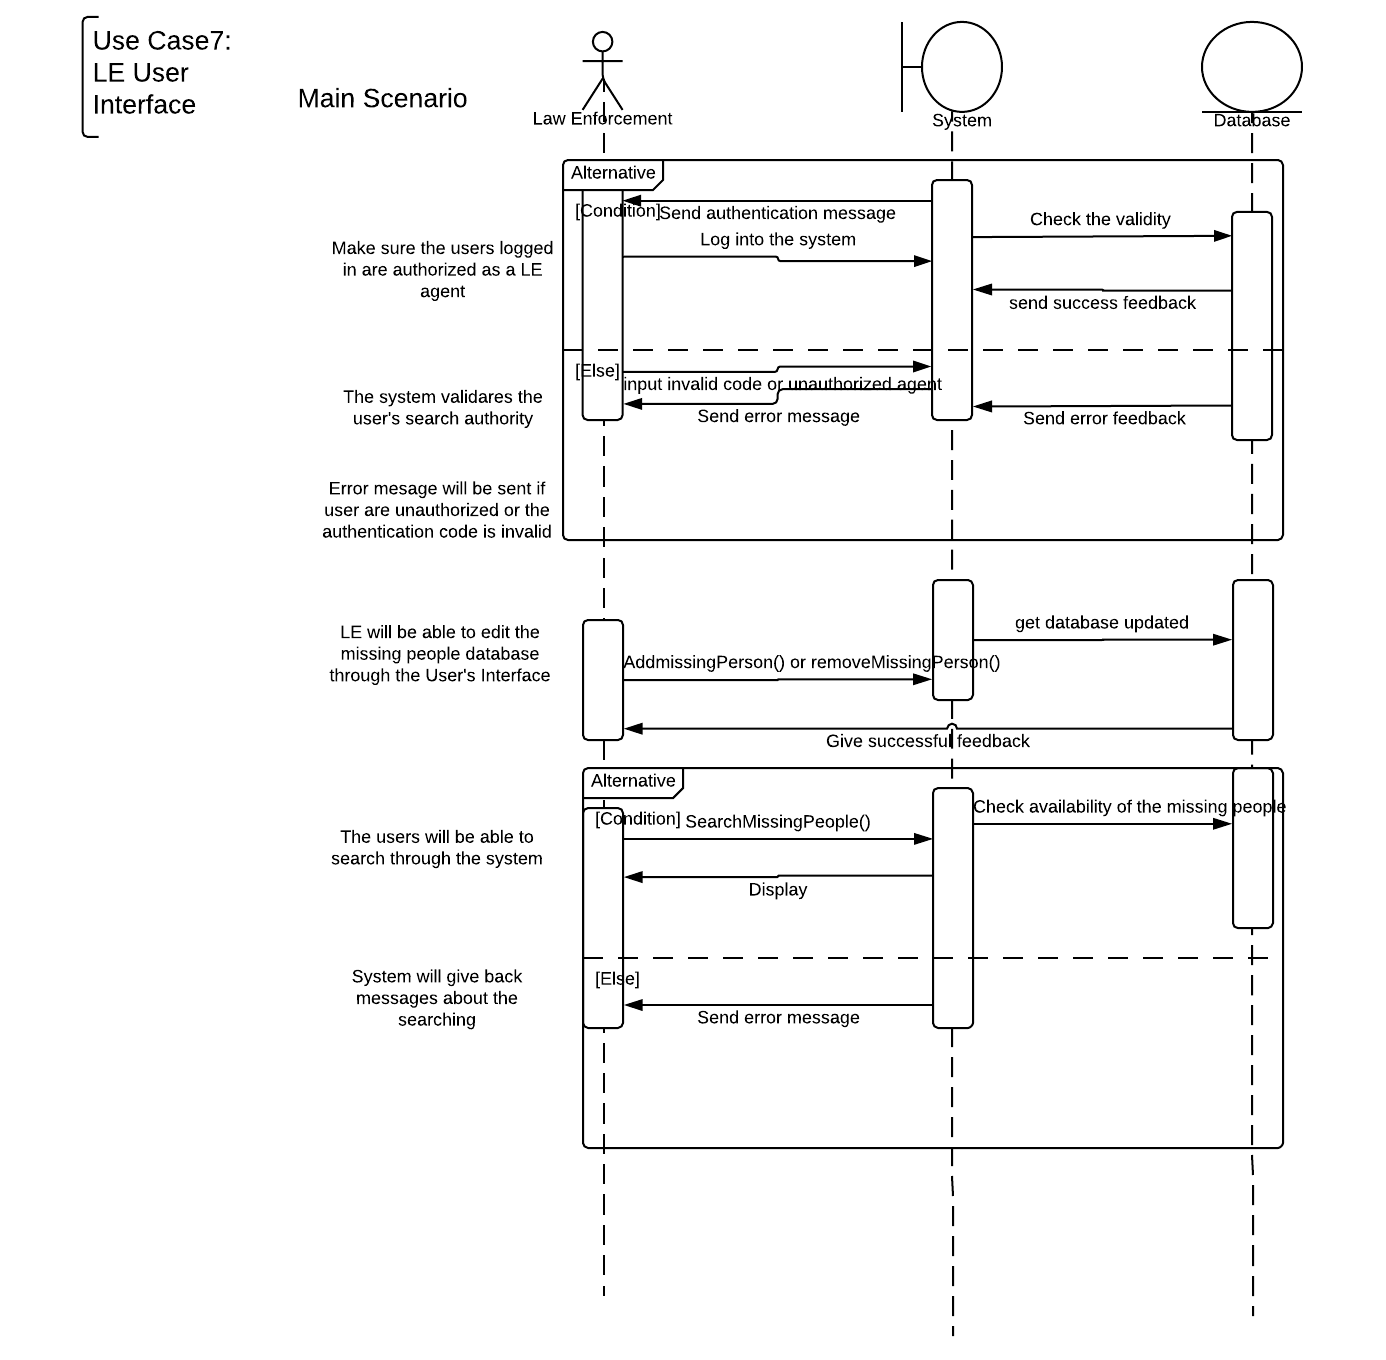 Use Case7:
LE User
Interface
Main Scenario
Law Enforcement
System
Database
Alternative
[Condition]
Send authentication message
Check the validity
Log into the system
Make sure the users logged
in are authorized as a LE
agent
send success feedback
[Else]
input invalid code or unauthorized agent
The system validares the
user's search authority
Send error message
Send error feedback
Error mesage will be sent if
user are unauthorized or the
authentication code is invalid
get database updated
LE will be able to edit the
missing people database
through the User's Interface
AddmissingPerson() or removeMissingPerson()
Give successful feedback
Alternative
[Condition]
SearchMissingPeople()
Check availability of the missing people
The users will be able to
search through the system
Display
System will give back
messages about the
searching
[Else]
Send error message